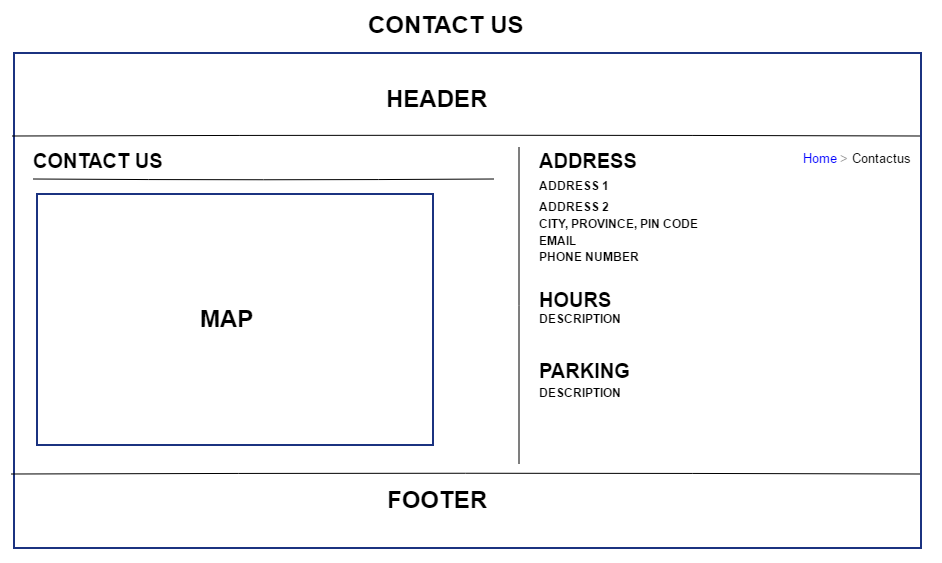 CONTACT US
HEADER
CONTACT US
MAP
ADDRESS
Home > Contactus
ADDRESS 1
ADDRESS 2
CITY, PROVINCE, PIN CODE
EMAIL
PHONE NUMBER
HOURS
DESCRIPTION
PARKING
DESCRIPTION
FOOTER